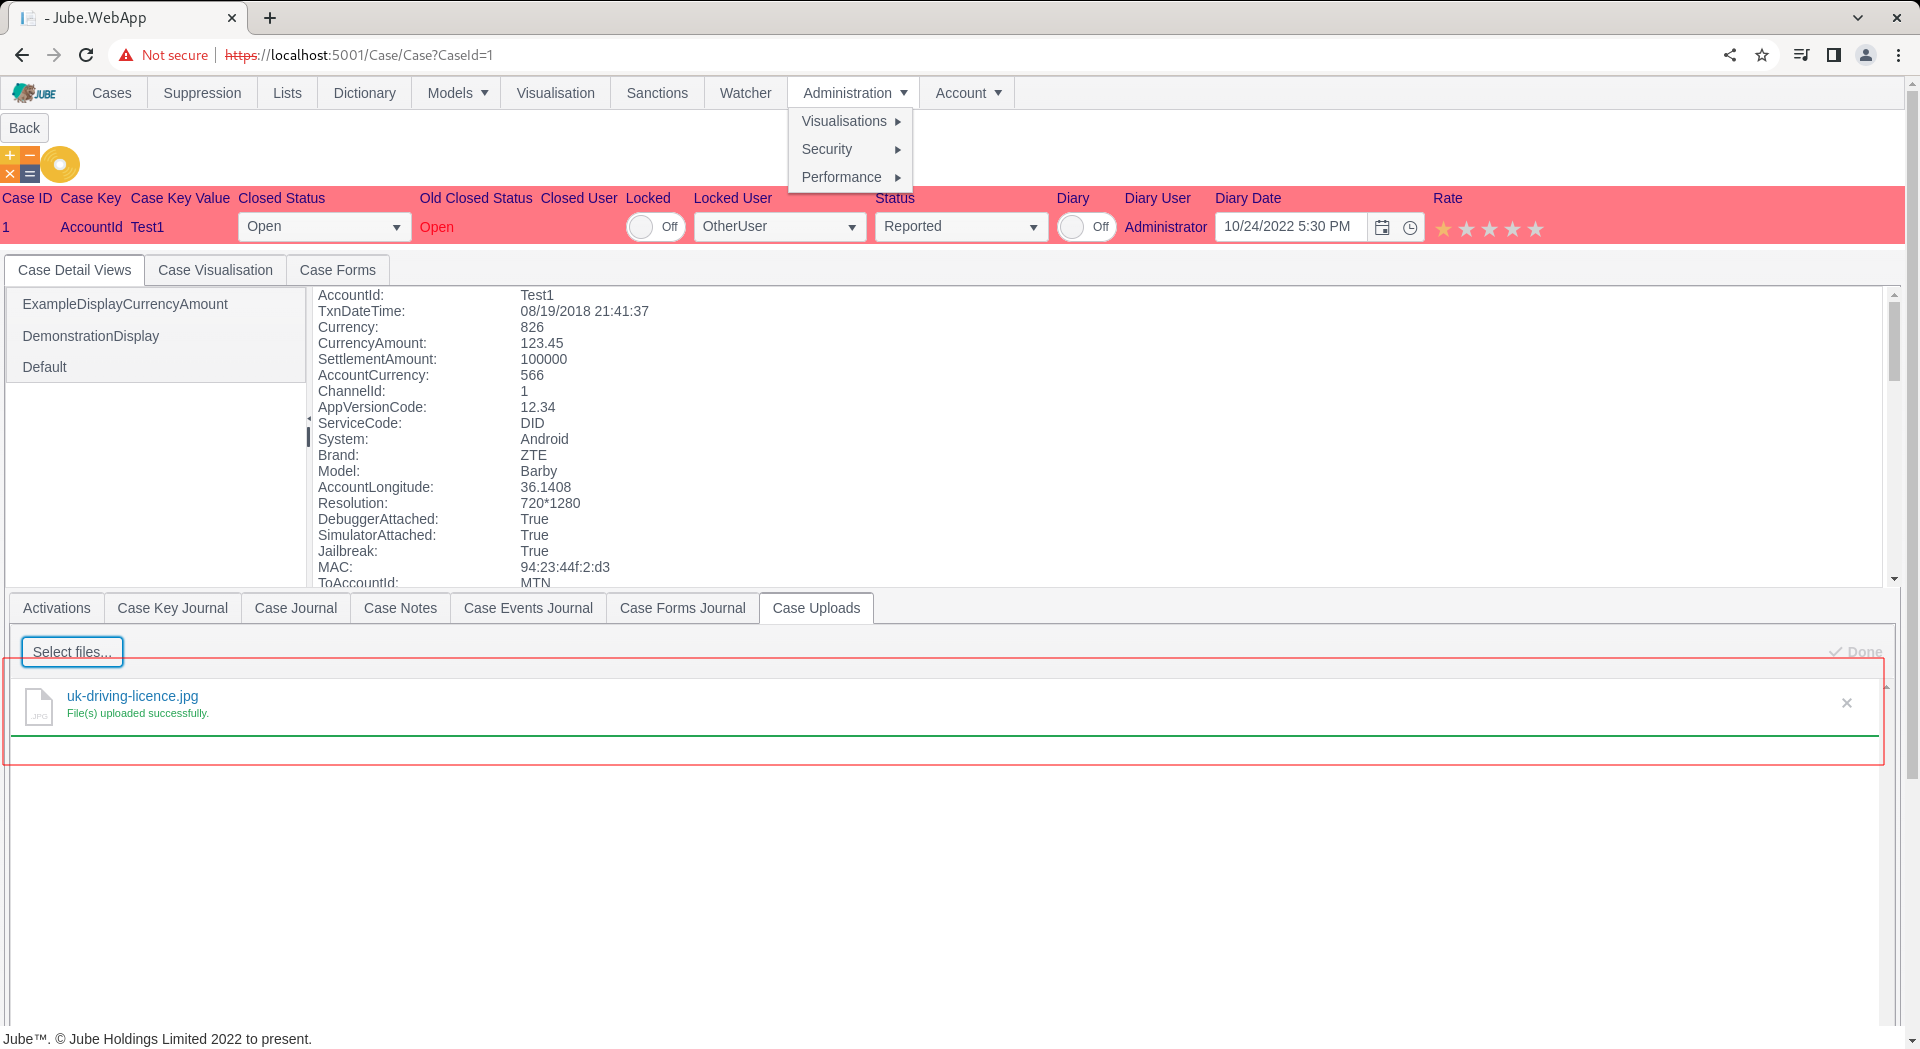 - Jube.WebApp
Not secure https://localhost:5001/Case/Case?CaseId=1
JUBE Cases Suppression Lists Dictionary Models Visualisation Sanctions Watcher Administration Account
Visualisations
Security
Performance
Back
Case ID Case Key Case Key Value Closed Status Old Closed Status Closed User Locked Locked User Status Diary Diary User Diary Date Rate
1 AccountId Test1 Open Open Off OtherUser Reported Off Administrator 10/24/2022 5:30 PM
Case Detail Views Case Visualisation Case Forms
ExampleDisplayCurrencyAmount
DemonstrationDisplay
Default
AccountId: Test1
TxnDateTime: 08/19/2018 21:41:37
Currency: 826
CurrencyAmount: 123.45
SettlementAmount: 100000
AccountCurrency: 566
ChannelId: 1
AppVersionCode: 12.34
ServiceCode: DID
System: Android
Brand: ZTE
Model: Barby
AccountLongitude: 36.1408
Resolution: 720*1280
DebuggerAttached: True
SimulatorAttached: True
Jailbreak: True
MAC: 94:23:44f:2:d3
ToAccountId: MTN
Activations Case Key Journal Case Journal Case Notes Case Events Journal Case Forms Journal Case Uploads
Select files... Done
JPG
uk-driving-licence.jpg
File(s) uploaded successfully.
Jube™. © Jube Holdings Limited 2022 to present.